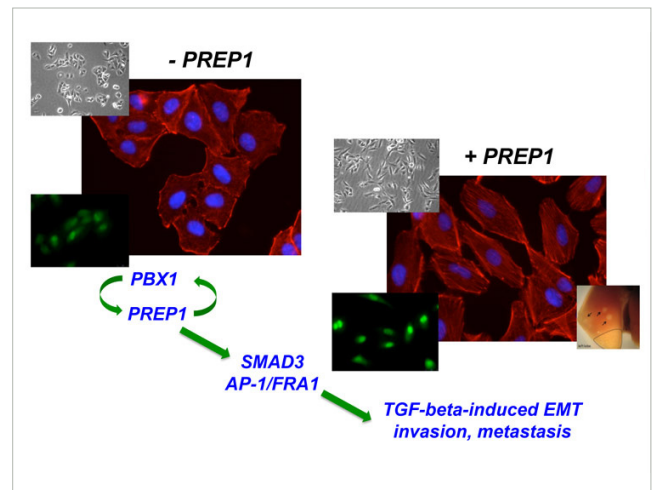 - PREP1
+ PREP1
PBX1
PREP1
SMAD3
AP-1/FRA1
TGF-beta-induced EMT
invasion, metastasis